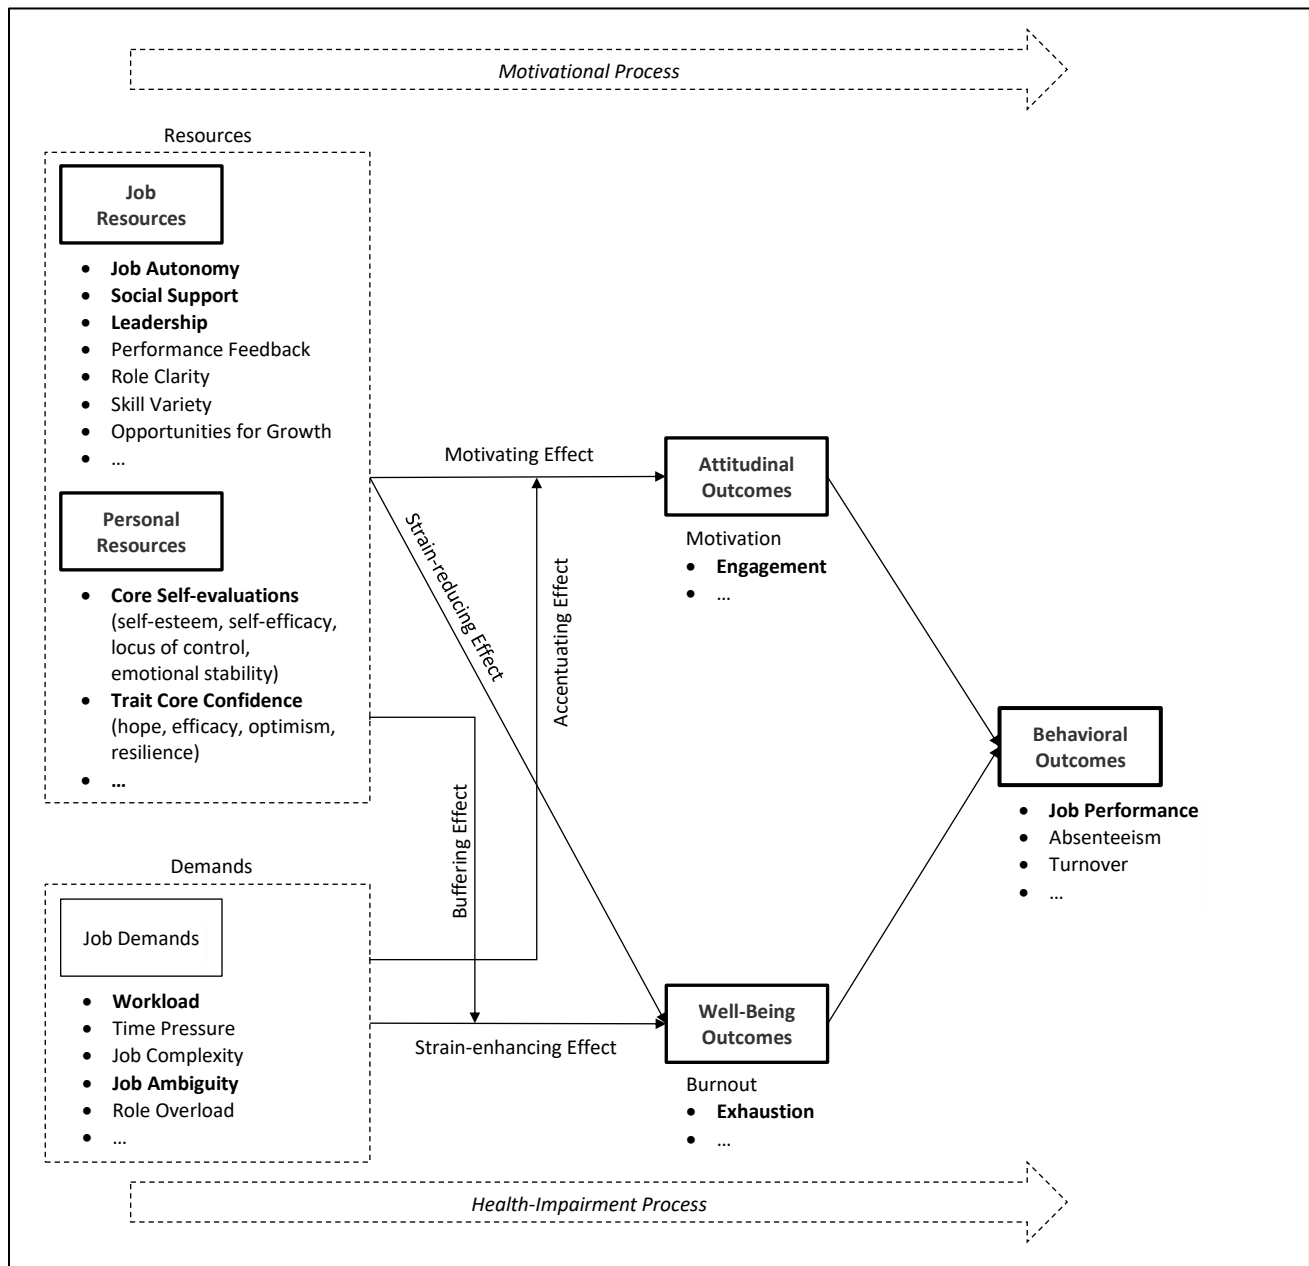 Motivational Process
Resources
Job
Resources
• Job Autonomy
• Social Support
• Leadership
• Performance Feedback
• Role Clarity
• Skill Variety
• Opportunities for Growth
• ...
Personal
Resources
• Core Self-evaluations
(self-esteem, self-efficacy,
locus of control,
emotional stability)
• Trait Core Confidence
(hope, efficacy, optimism,
resilience)
• ...
Motivating Effect
Strain-reducing Effect
Accentuating Effect
Buffering Effect
Attitudinal
Outcomes
Motivation
• Engagement
• ...
Behavioral
Outcomes
• Job Performance
• Absenteeism
• Turnover
• ...
Demands
Job Demands
• Workload
• Time Pressure
• Job Complexity
• Job Ambiguity
• Role Overload
• ...
Strain-enhancing Effect
Well-Being
Outcomes
Burnout
• Exhaustion
• ...
Health-Impairment Process